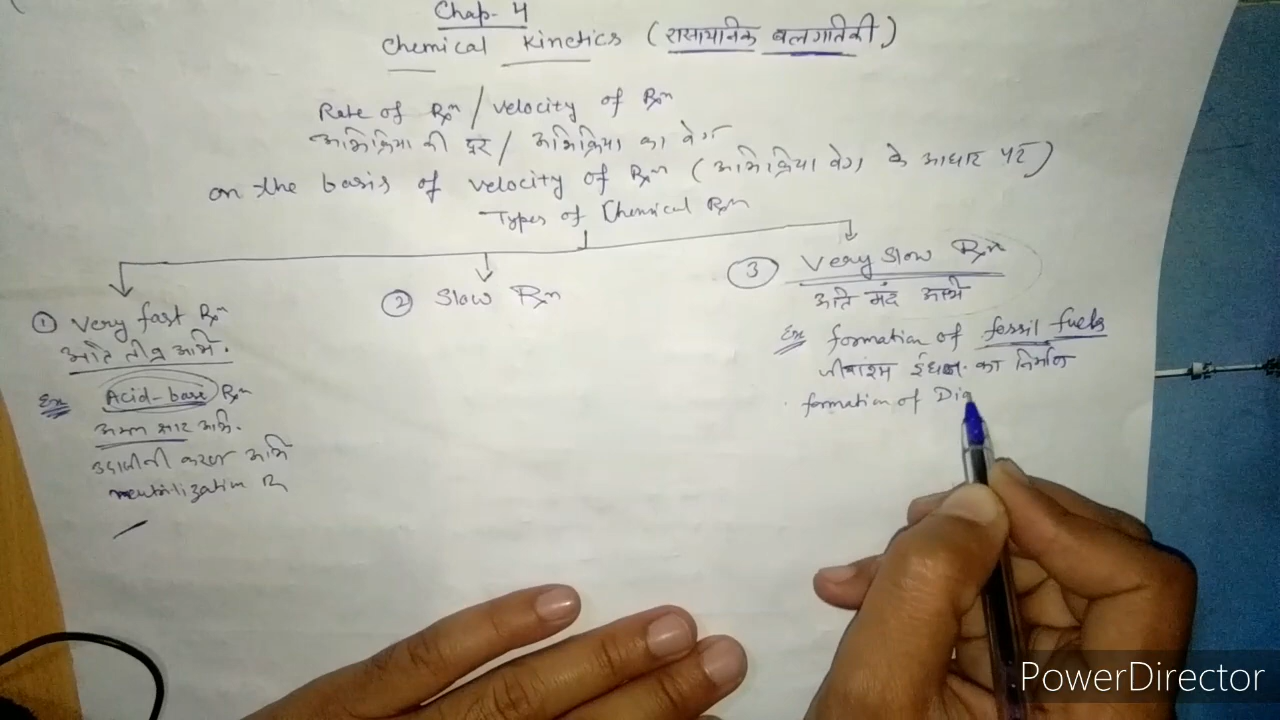 Chap-4
Chemical Kinetics (रासायनिक बलगतिकी)
Rate of Rxn / velocity of Rxn
अभिक्रिया की दर / अभिक्रिया का वेग
on the basis of velocity of Rxn (अभिक्रिया वेग के आधार पर)
Types of Chemical Rxn
① Very fast Rxn
अति तीव्र अभि.
Ex Acid-base Rxn
अम्ल क्षार अभि.
उदासीनीकरण अभि
② Slow Rxn
③ Very slow Rxn
अति मंद अभि
Ex formation of fossil fuels
जीवाश्म ईंधन का निर्माण
formation of Dia
PowerDirector